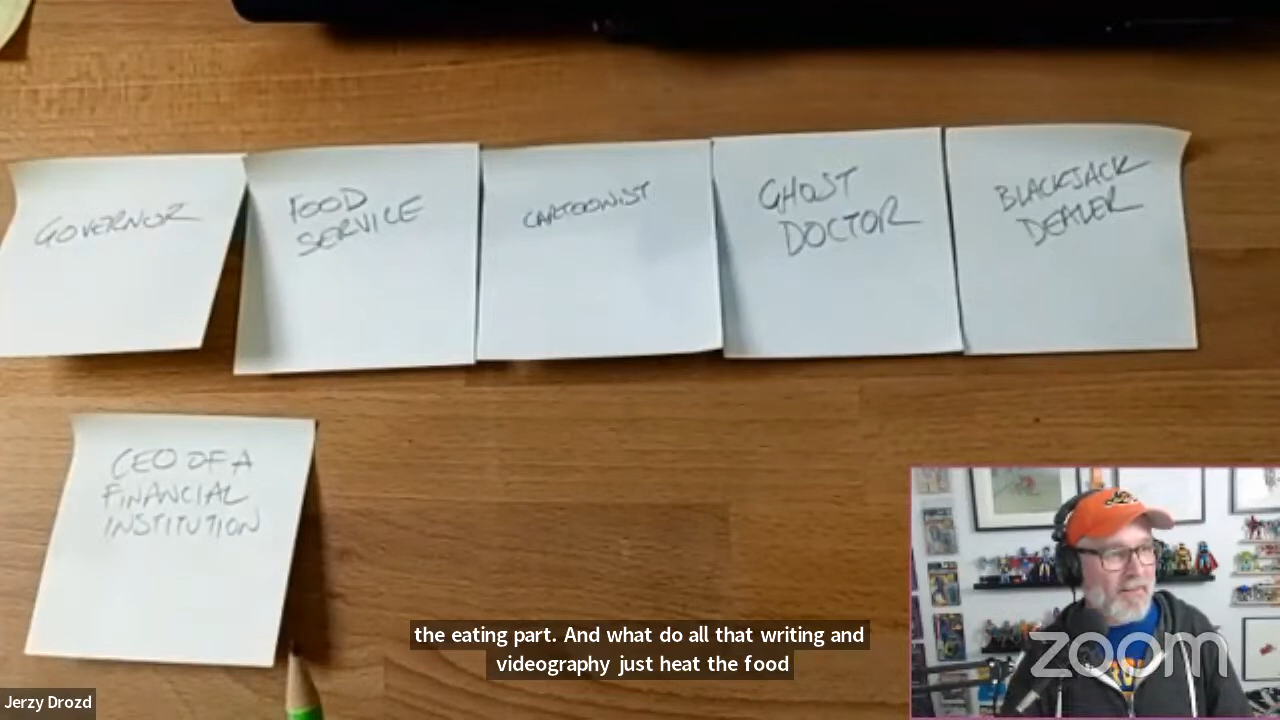 GOVERNOR
FOOD
SERVICE
CARTOONIST
GHOST
DOCTOR
BLACKJACK
DEALER
CEO OF A
FINANCIAL
INSTITUTION
the eating part. And what do all that writing and
videography just heat the food
zoom
Jerzy Drozd